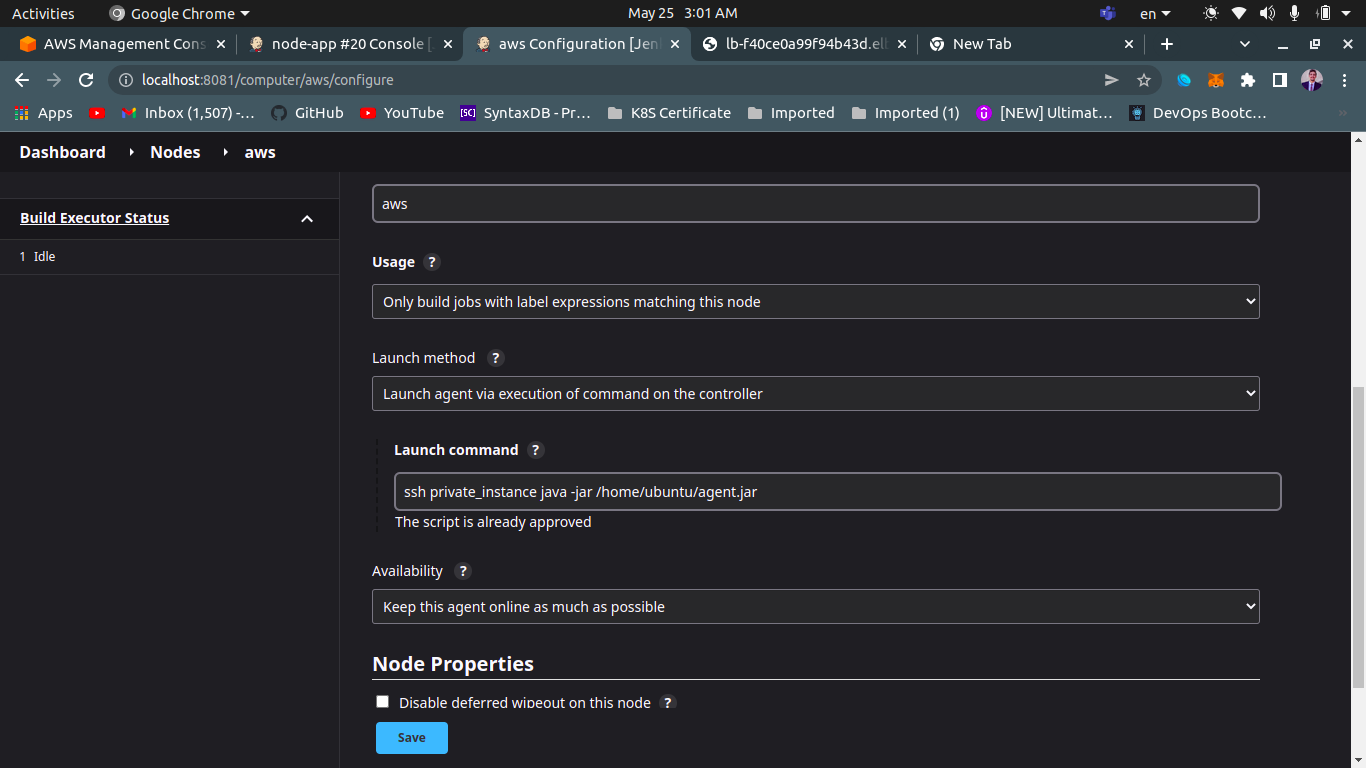 Activities Google Chrome May 25 3:01 AM en
AWS Management Cons node-app #20 Console [ aws Configuration [Jen lb-f40ce0a99f94b43d.el New Tab
localhost:8081/computer/aws/configure
Apps Inbox (1,507) -... GitHub YouTube [SC] SyntaxDB - Pr... K8S Certificate Imported Imported (1) [NEW] Ultimat... DevOps Bootc...
Dashboard Nodes aws
Build Executor Status
1 Idle
aws
Usage ?
Only build jobs with label expressions matching this node
Launch method ?
Launch agent via execution of command on the controller
Launch command ?
ssh private_instance java -jar /home/ubuntu/agent.jar
The script is already approved
Availability ?
Keep this agent online as much as possible
Node Properties
Disable deferred wipeout on this node ?
Save